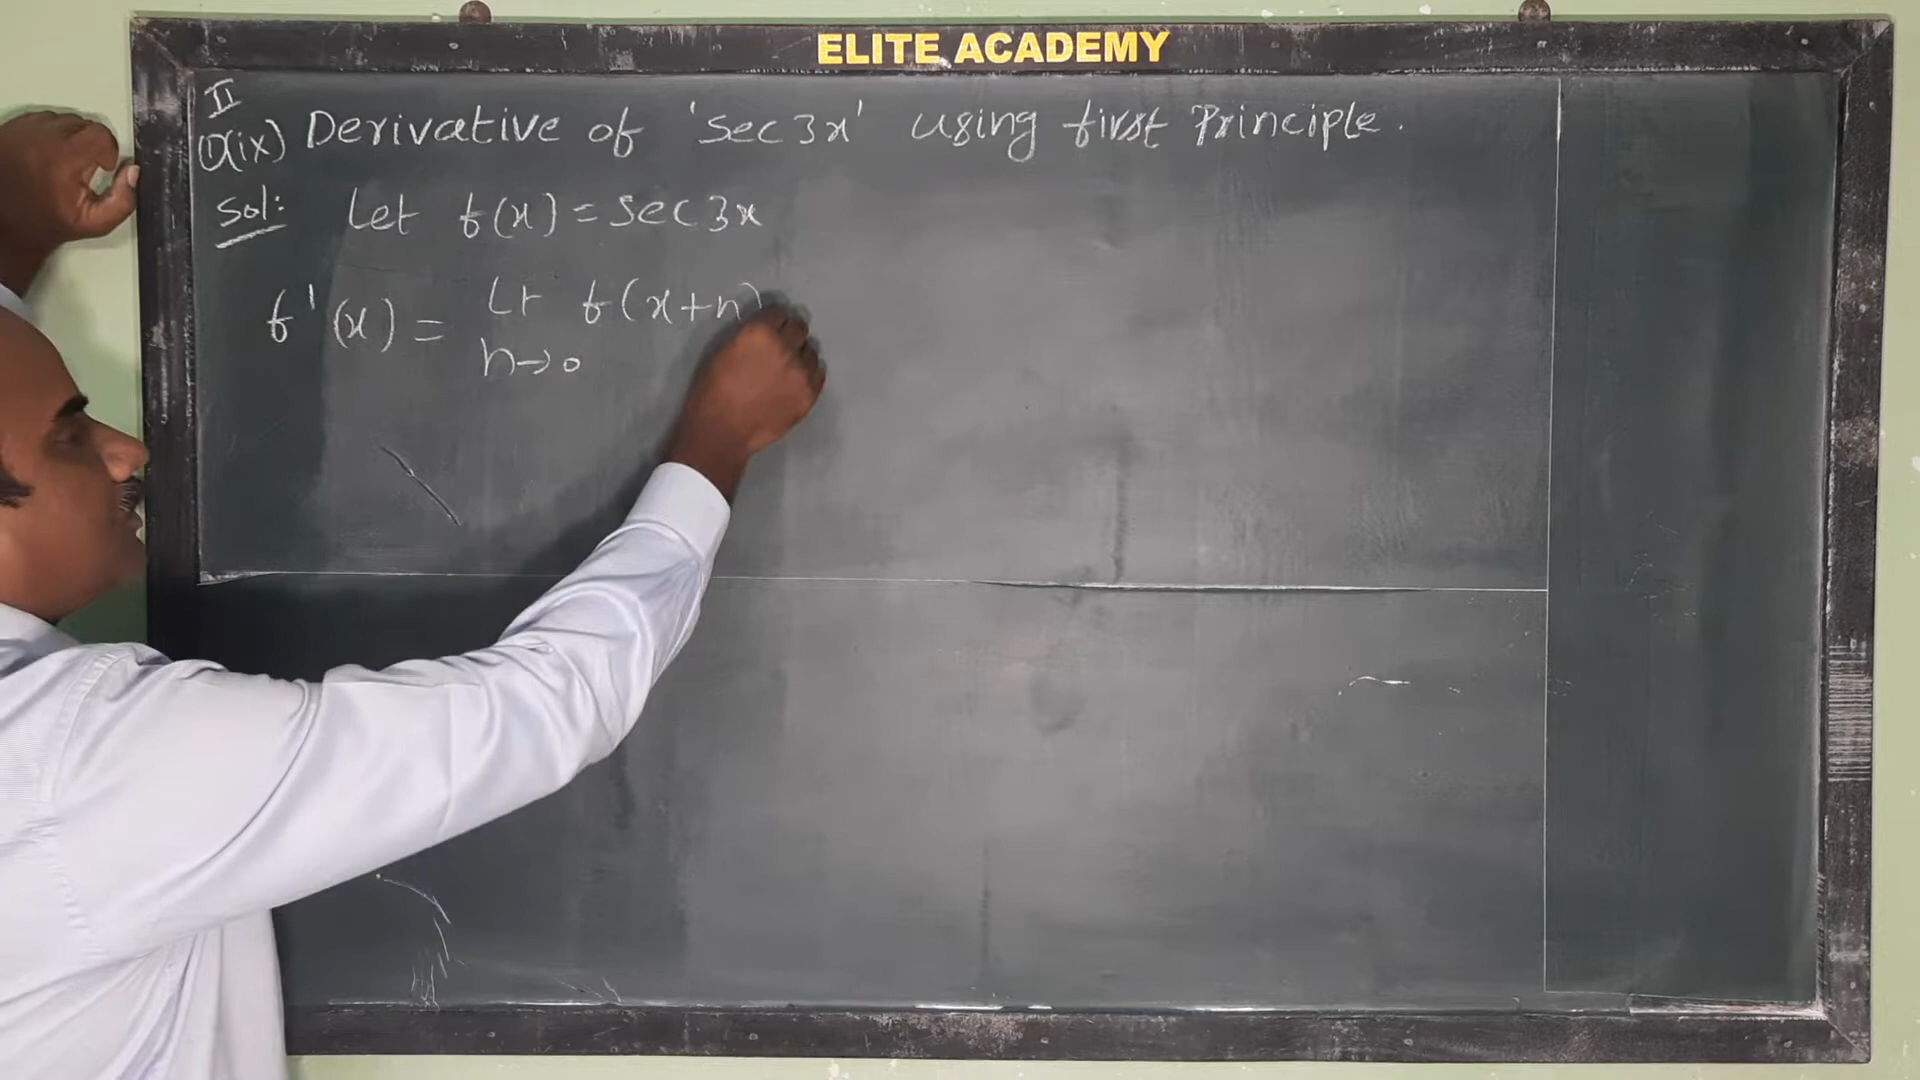 ELITE ACADEMY
II
Q(ix) Derivative of 'sec 3x' using first Principle.
Sol: Let f(x) = sec 3x
f'(x) = Lt f(x+h)
h→0